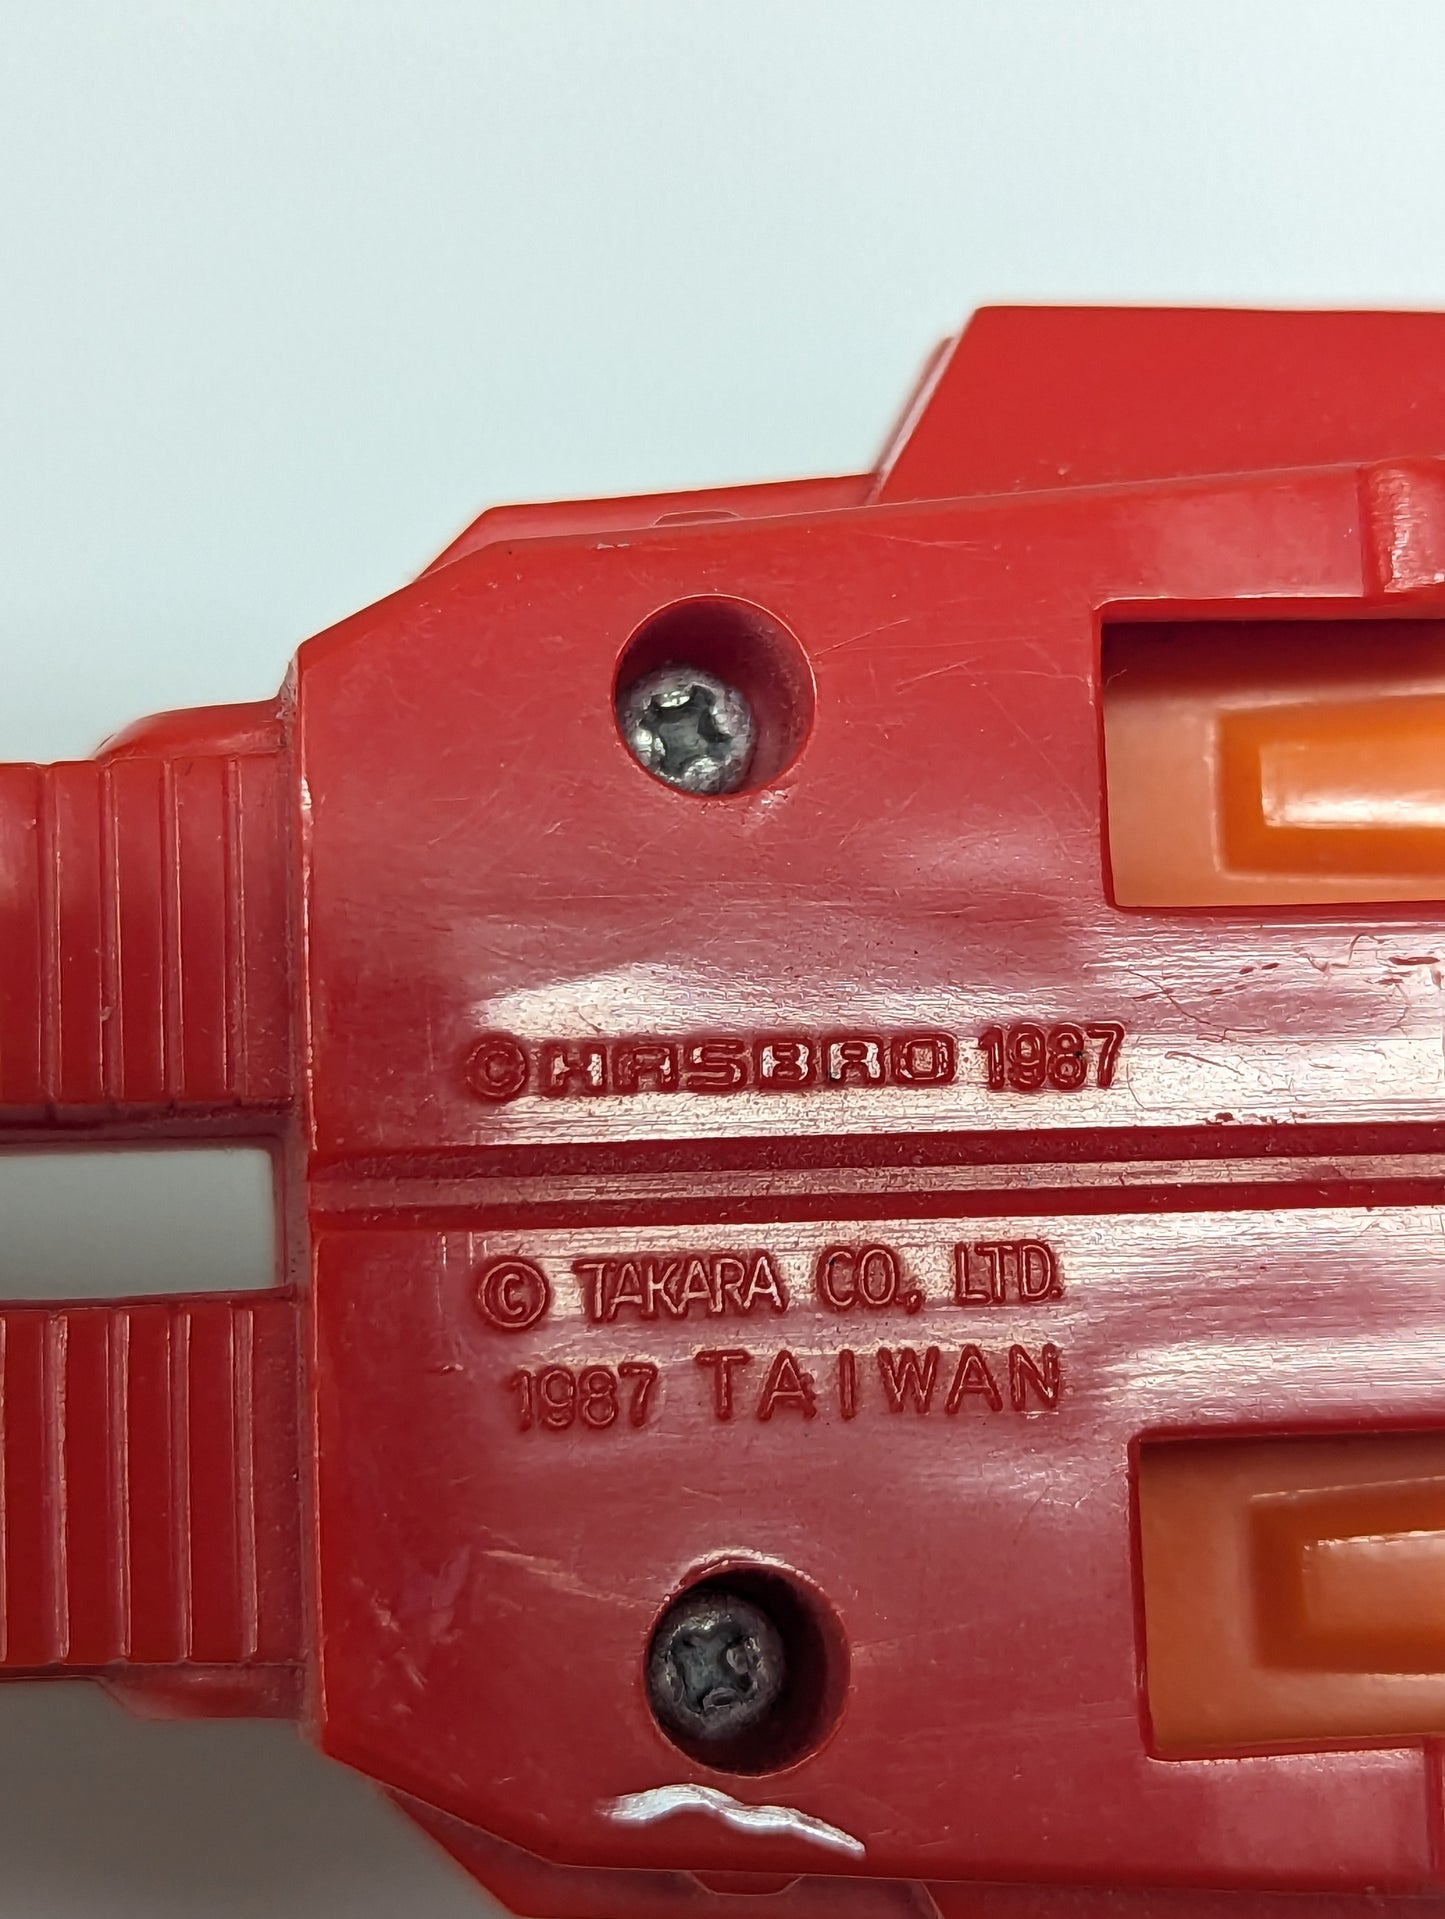 © HASBRO 1987
© TAKARA CO., LTD.
1987 TAIWAN